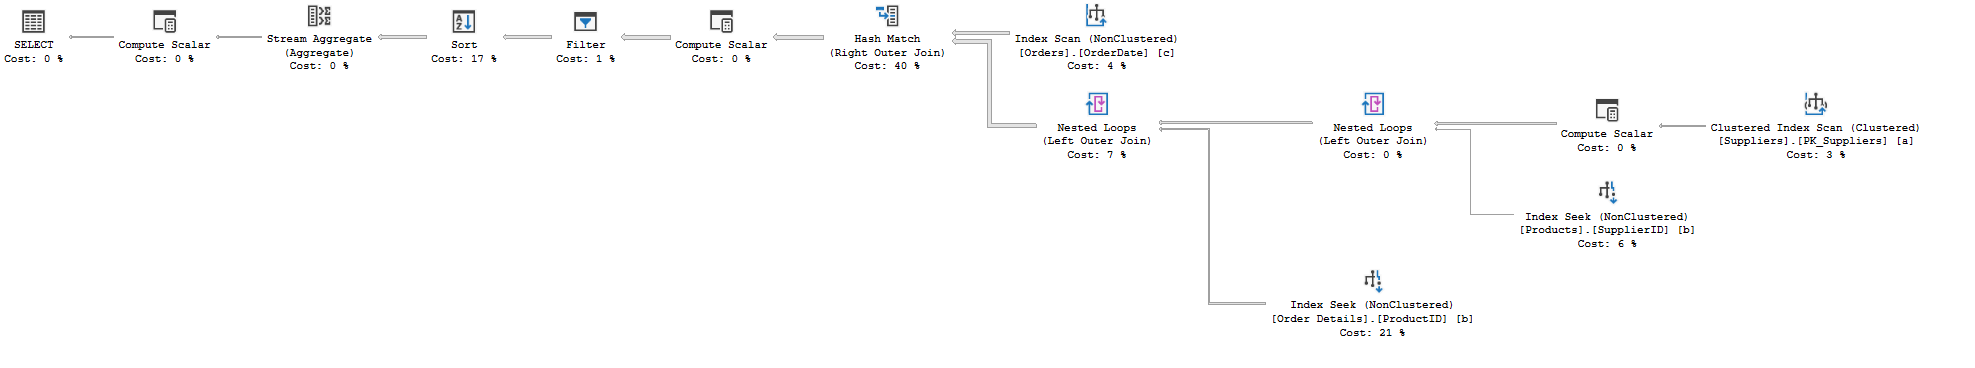 SELECT
Cost: 0 %
Compute Scalar
Cost: 0 %
Stream Aggregate
(Aggregate)
Cost: 0 %
Sort
Cost: 17 %
Filter
Cost: 1 %
Compute Scalar
Cost: 0 %
Hash Match
(Right Outer Join)
Cost: 40 %
Index Scan (NonClustered)
[Orders].[OrderDate] [c]
Cost: 4 %
Nested Loops
(Left Outer Join)
Cost: 7 %
Nested Loops
(Left Outer Join)
Cost: 0 %
Compute Scalar
Cost: 0 %
Clustered Index Scan (Clustered)
[Suppliers].[PK_Suppliers] [a]
Cost: 3 %
Index Seek (NonClustered)
[Products].[SupplierID] [b]
Cost: 6 %
Index Seek (NonClustered)
[Order Details].[ProductID] [b]
Cost: 21 %